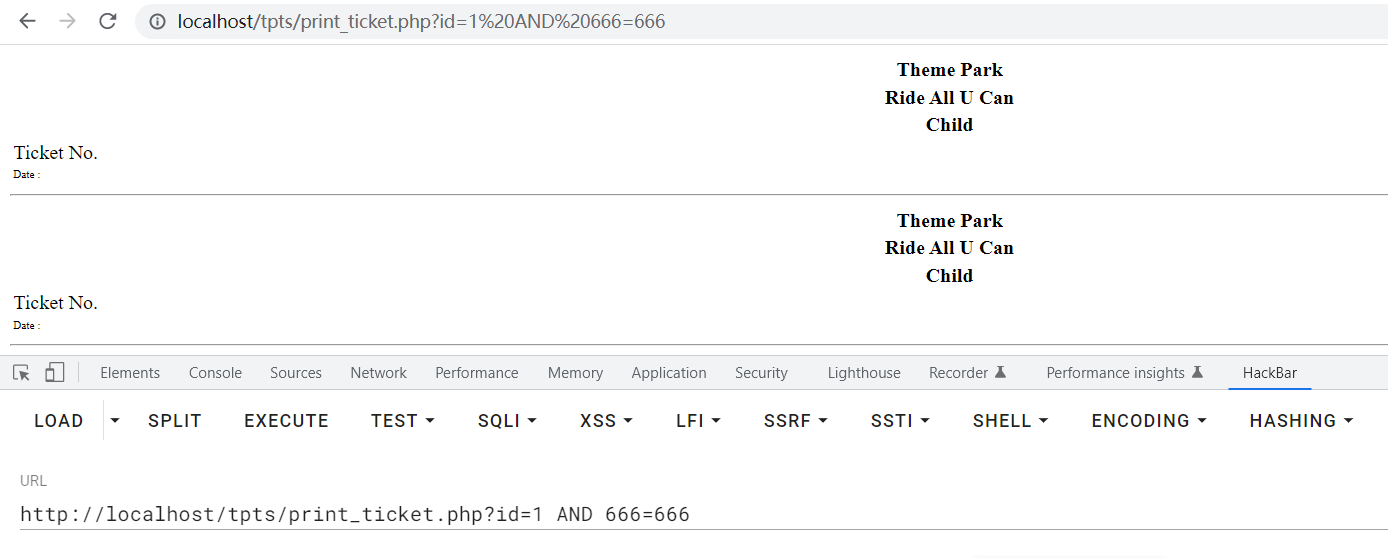 localhost/tpts/print_ticket.php?id=1%20AND%20666=666
Theme Park
Ride All U Can
Child
Ticket No.
Date :
Theme Park
Ride All U Can
Child
Ticket No.
Date :
Elements Console Sources Network Performance Memory Application Security Lighthouse Recorder Performance insights HackBar
LOAD SPLIT EXECUTE TEST SQLI XSS LFI SSRF SSTI SHELL ENCODING HASHING
URL
http://localhost/tpts/print_ticket.php?id=1 AND 666=666